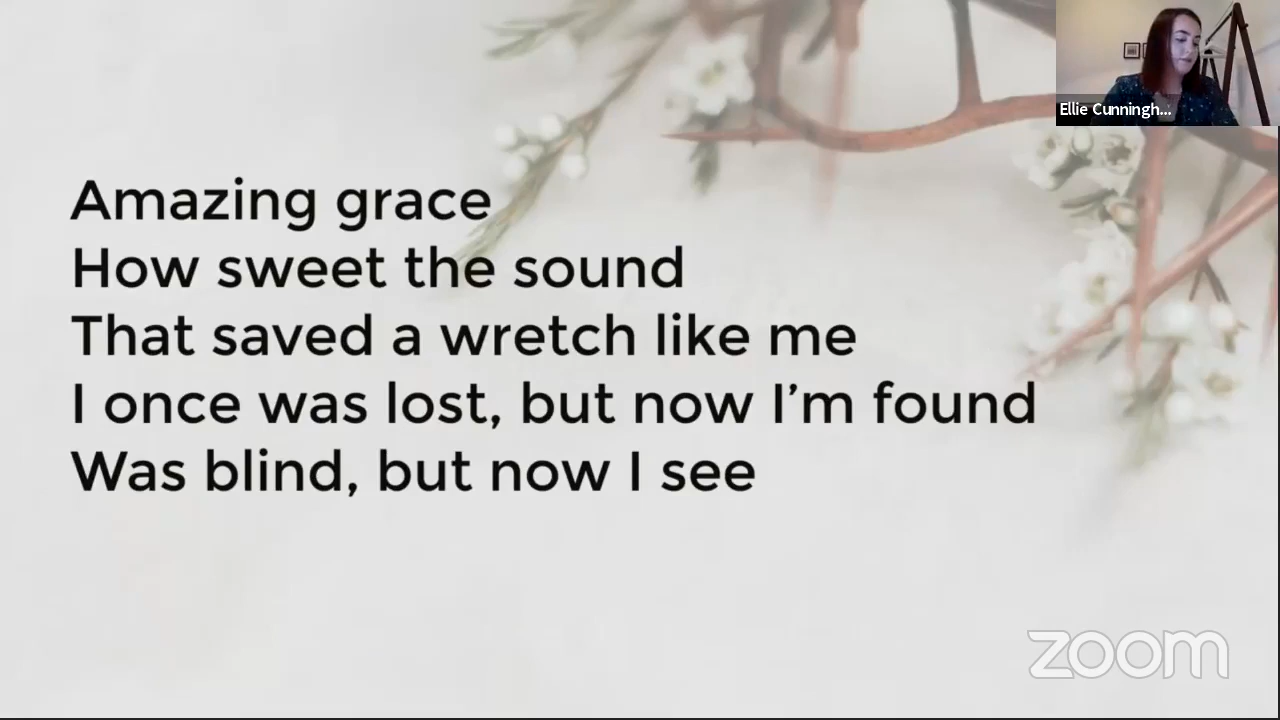 Ellie Cunningh...
Amazing grace
How sweet the sound
That saved a wretch like me
I once was lost, but now I’m found
Was blind, but now I see
zoom